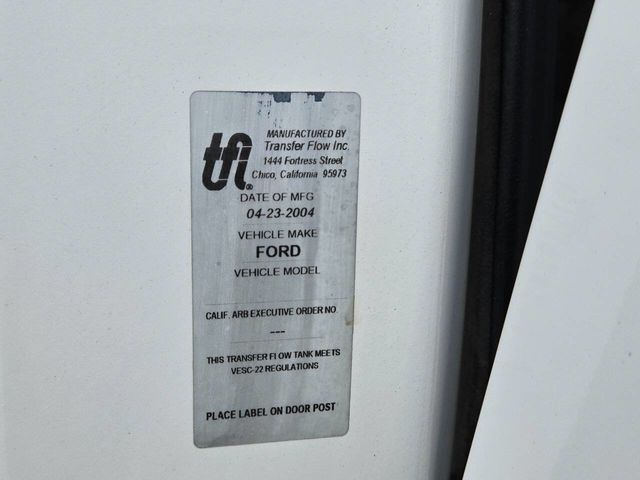 MANUFACTURED BY
tfi® Transfer Flow Inc.
1444 Fortress Street
Chico, California 95973
DATE OF MFG
04-23-2004
VEHICLE MAKE
FORD
VEHICLE MODEL
CALIF. ARB EXECUTIVE ORDER NO.
---
THIS TRANSFER FLOW TANK MEETS
VESC-22 REGULATIONS
PLACE LABEL ON DOOR POST